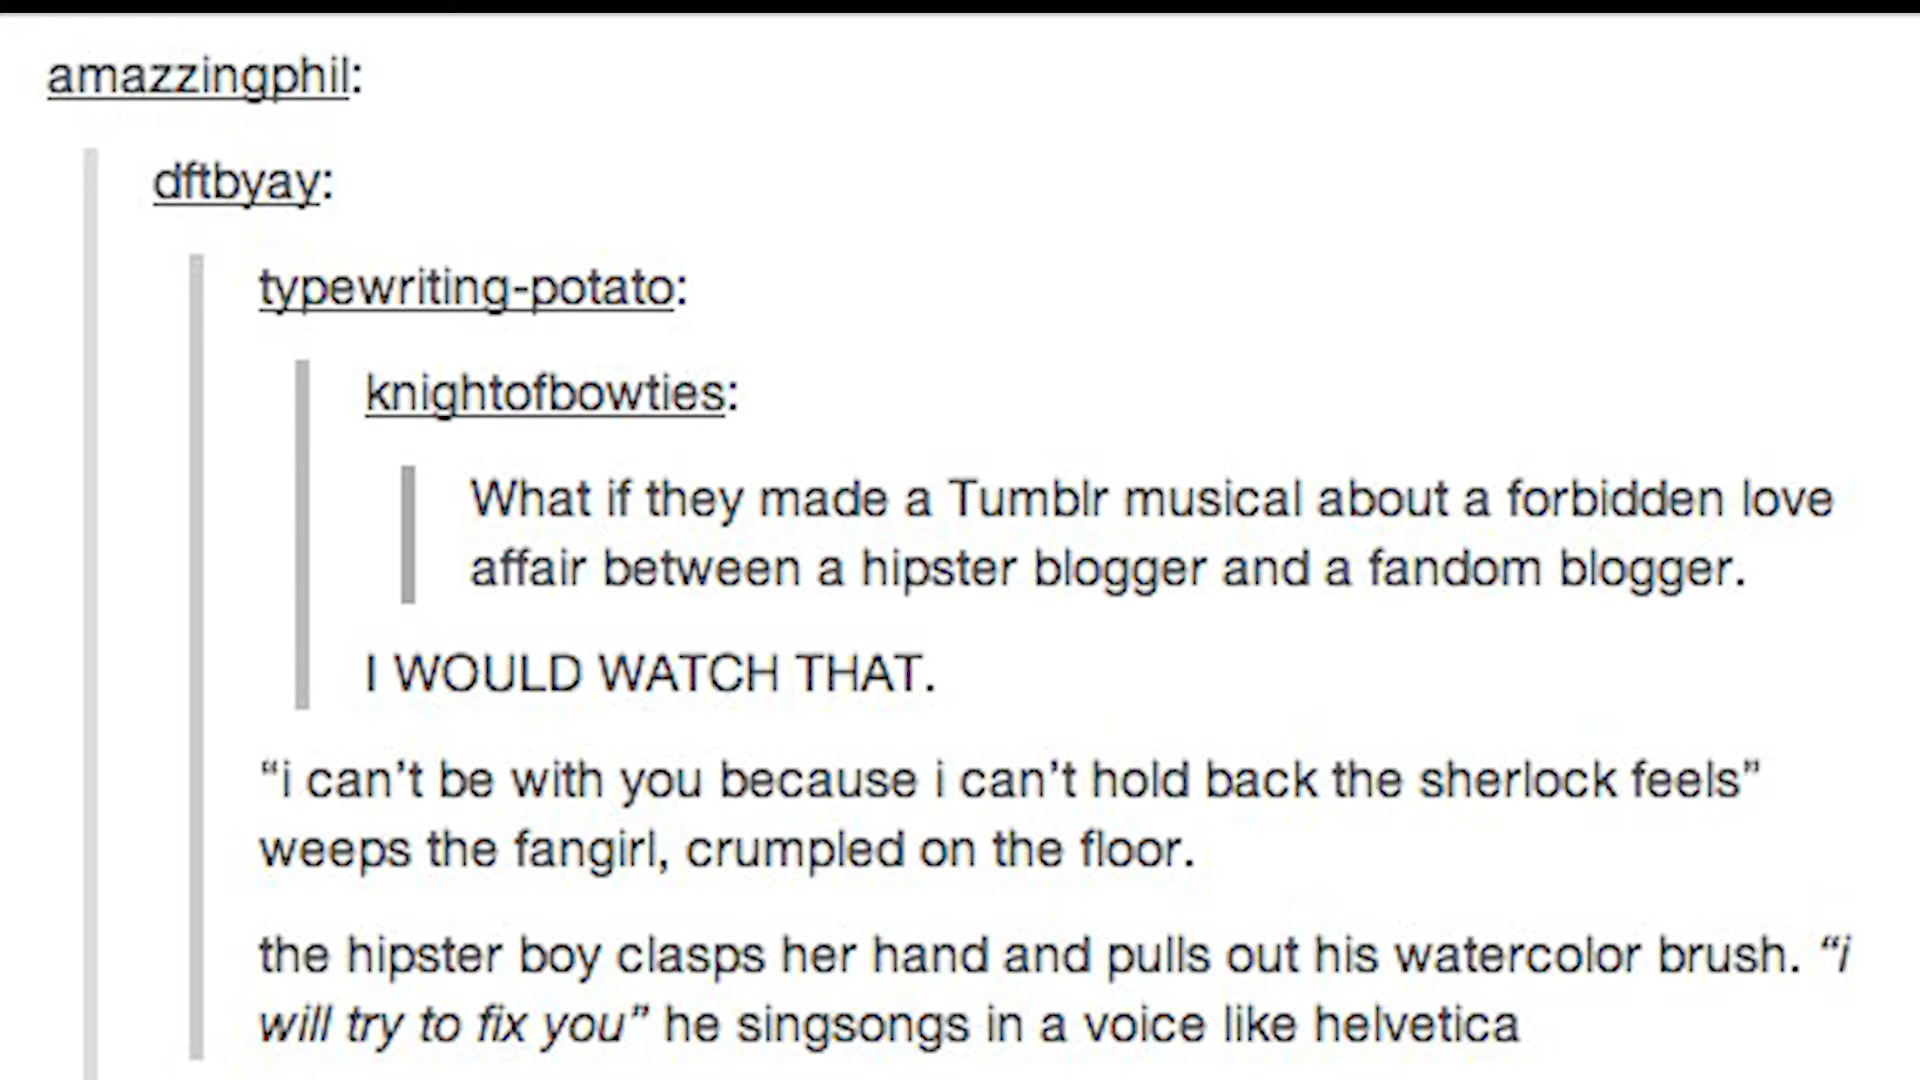 amazzingphil:
dftbyay:
typewriting-potato:
knightofbowties:
What if they made a Tumblr musical about a forbidden love
affair between a hipster blogger and a fandom blogger.
I WOULD WATCH THAT.
“i can’t be with you because i can’t hold back the sherlock feels”
weeps the fangirl, crumpled on the floor.
the hipster boy clasps her hand and pulls out his watercolor brush. “i
will try to fix you” he singsongs in a voice like helvetica